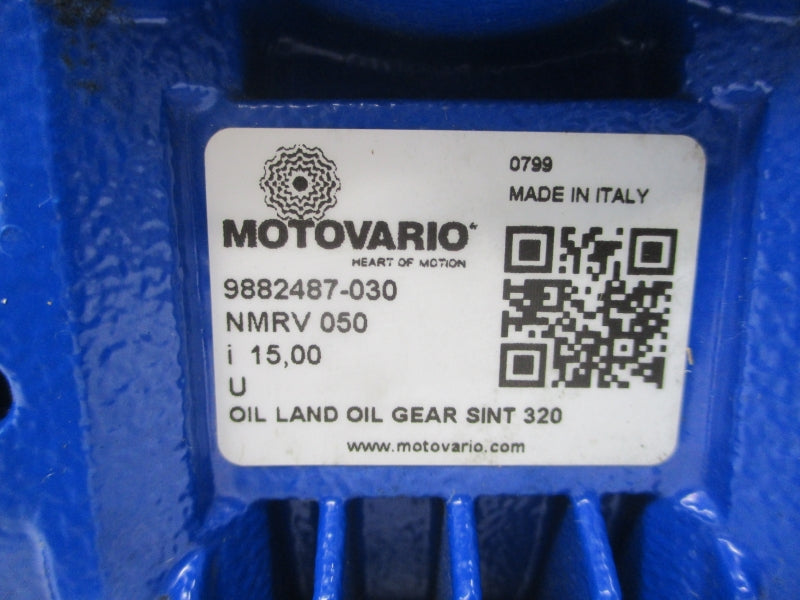 0799
MADE IN ITALY
MOTOVARIO
HEART OF MOTION
9882487-030
NMRV 050
i 15,00
U
OIL LAND OIL GEAR SINT 320
www.motovario.com